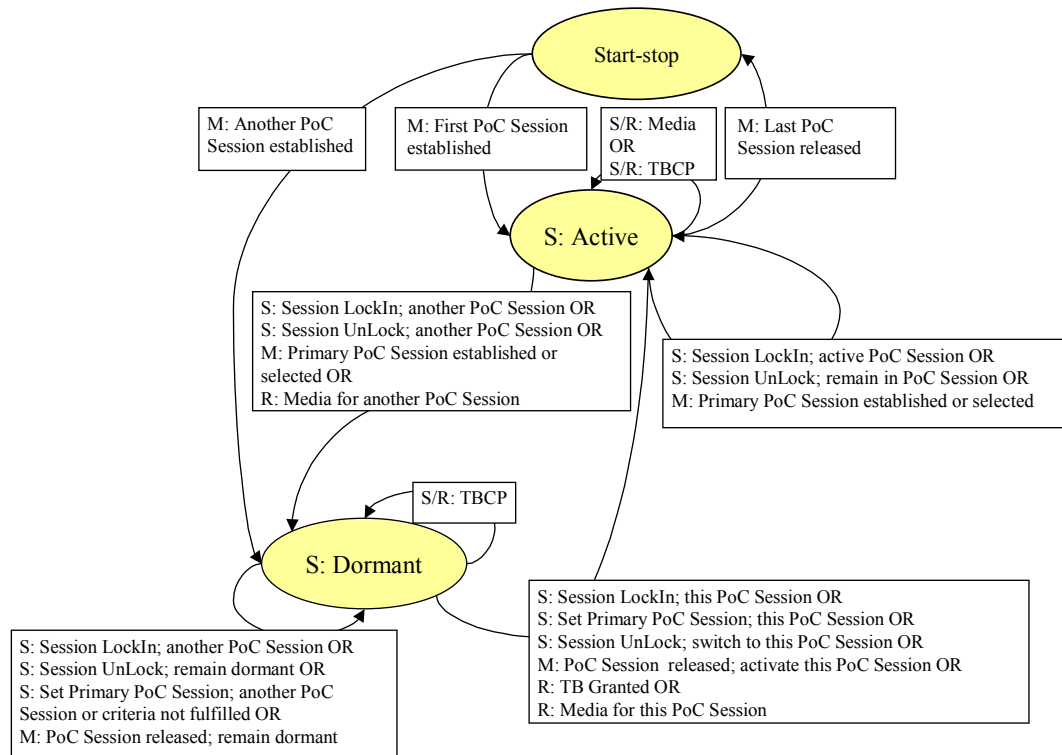 Start-stop
M: Another PoC
Session established
M: First PoC Session
established
S/R: Media
OR
S/R: TBCP
M: Last PoC
Session released
S: Active
S: Session LockIn; another PoC Session OR
S: Session UnLock; another PoC Session OR
M: Primary PoC Session established or
selected OR
R: Media for another PoC Session
S: Session LockIn; active PoC Session OR
S: Session UnLock; remain in PoC Session OR
M: Primary PoC Session established or selected
S/R: TBCP
S: Dormant
S: Session LockIn; this PoC Session OR
S: Set Primary PoC Session; this PoC Session OR
S: Session UnLock; switch to this PoC Session OR
M: PoC Session released; activate this PoC Session OR
R: TB Granted OR
R: Media for this PoC Session
S: Session LockIn; another PoC Session OR
S: Session UnLock; remain dormant OR
S: Set Primary PoC Session; another PoC
Session or criteria not fulfilled OR
M: PoC Session released; remain dormant